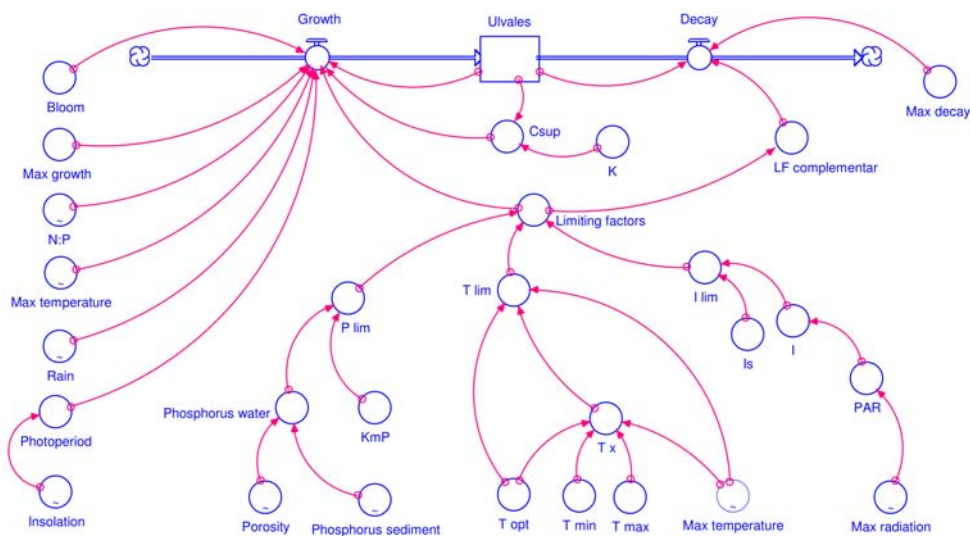 Growth
Ulvales
Decay
Bloom
Max decay
Csup
K
LF complementar
Max growth
N:P
~
Limiting factors
Max temperature
~
T lim
I lim
P lim
Is
I
Rain
~
PAR
Photoperiod
Phosphorus water
KmP
T x
Insolation
~
Porosity
~
Phosphorus sediment
~
T opt
T min
~
T max
~
Max temperature
~
Max radiation
~